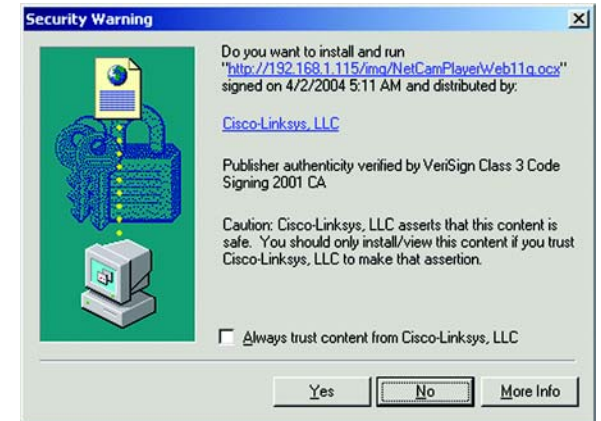 Security Warning
Do you want to install and run
"http://192.168.1.115/img/NetCamPlayerWeb11g.ocx"
signed on 4/2/2004 5:11 AM and distributed by:
Cisco-Linksys, LLC
Publisher authenticity verified by VeriSign Class 3 Code
Signing 2001 CA
Caution: Cisco-Linksys, LLC asserts that this content is
safe. You should only install/view this content if you trust
Cisco-Linksys, LLC to make that assertion.
Always trust content from Cisco-Linksys, LLC
Yes No More Info